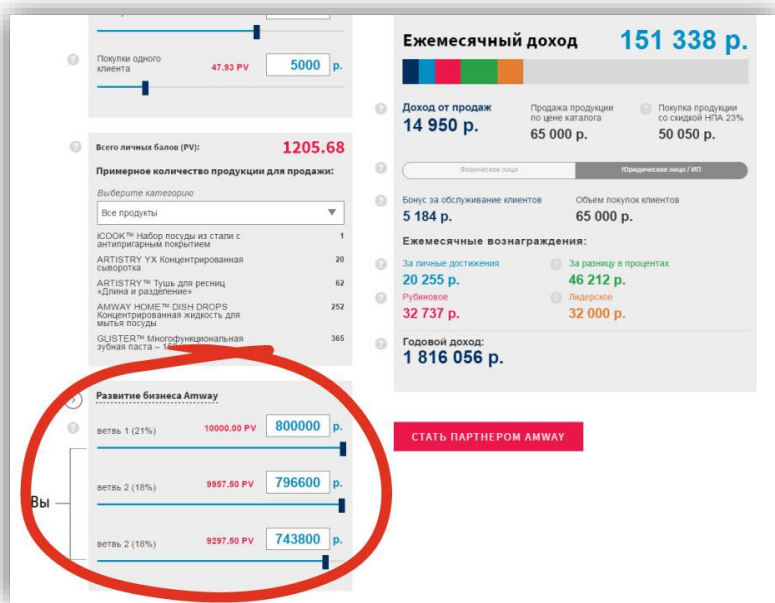 Покупки одного
клиента
47.93 PV
5000 р.
Всего личных балов (PV):
1205.68
Примерное количество продукции для продажи:
Выберите категорию
Все продукты
iCOOK™ Набор посуды из стали с
антипригарным покрытием
1
ARTISTRY YX Концентрированная
сыворотка
20
ARTISTRY™ Тушь для ресниц
«Длина и разделение»
62
AMWAY HOME™ DISH DROPS
Концентрированная жидкость для
мытья посуды
252
GLISTER™ Многофункциональная
зубная паста –
365
Развитие бизнеса Amway
ветвь 1 (21%)
10000.00 PV
800000 р.
ветвь 2 (18%)
9957.50 PV
796600 р.
Вы
ветвь 2 (18%)
9297.50 PV
743800 р.
Ежемесячный доход
151 338 р.
Доход от продаж
14 950 р.
Продажа продукции
по цене каталога
65 000 р.
Покупка продукции
со скидкой НПА 23%
50 050 р.
Физическое лицо
Юридическое лицо / ИП
Бонус за обслуживание клиентов
5 184 р.
Объем покупок клиентов
65 000 р.
Ежемесячные вознаграждения:
За личные достижения
20 255 р.
За разницу в процентах
46 212 р.
Рубиновое
32 737 р.
Лидерское
32 000 р.
Годовой доход:
1 816 056 р.
СТАТЬ ПАРТНЕРОМ AMWAY